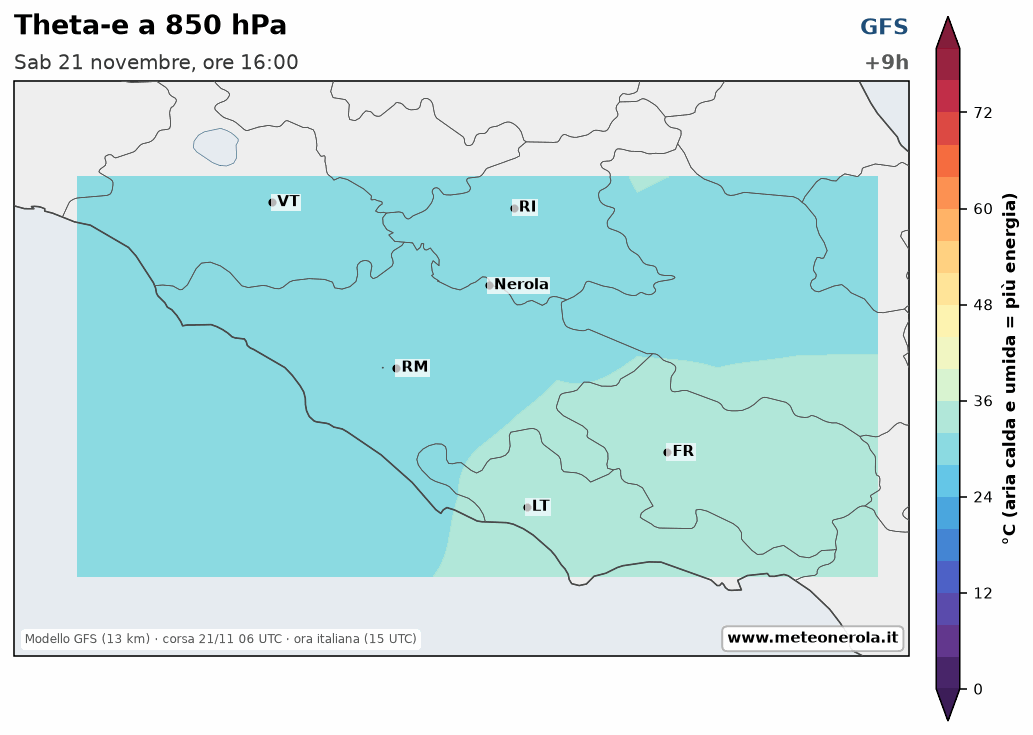 Theta-e a 850 hPa
GFS
Sab 21 novembre, ore 16:00
+9h
VT
RI
Nerola
RM
FR
LT
Modello GFS (13 km) · corsa 21/11 06 UTC · ora italiana (15 UTC)
www.meteonerola.it
72
60
48
36
24
12
0
°C (aria calda e umida = più energia)